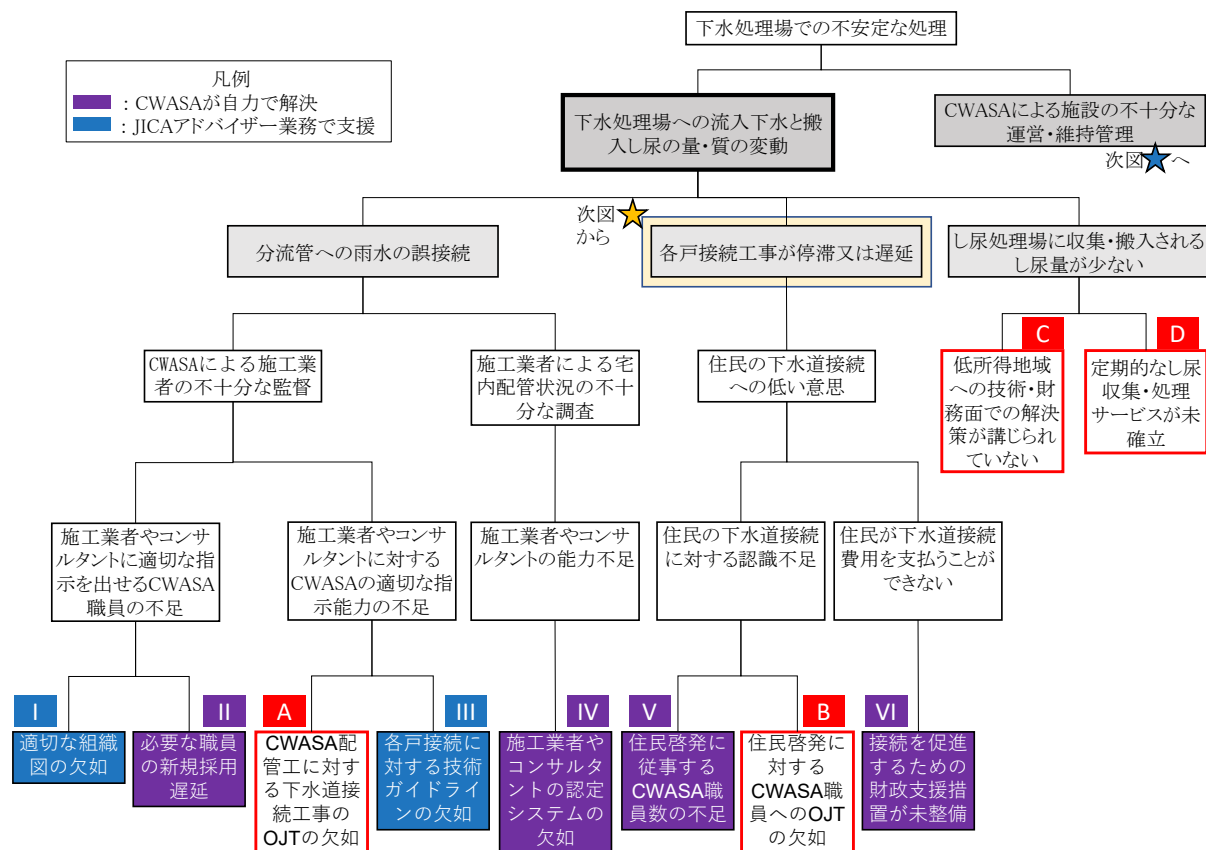 下水処理場での不安定な処理
凡例
: CWASAが自力で解決
: JICAアドバイザー業務で支援
下水処理場への流入下水と搬
入し尿の量・質の変動
CWASAによる施設の不十分な
運営・維持管理
次図 へ
次図
から
分流管への雨水の誤接続
各戸接続工事が停滞又は遅延
し尿処理場に収集・搬入される
し尿量が少ない
CWASAによる施工業
者の不十分な監督
施工業者による宅
内配管状況の不十
分な調査
住民の下水道接続
への低い意思
C
低所得地域
への技術・財
務面での解決
策が講じられ
ていない
D
定期的なし尿
収集・処理
サービスが未
確立
施工業者やコンサ
ルタントに適切な指
示を出せるCWASA
職員の不足
施工業者やコンサ
ルタントに対する
CWASAの適切な指
示能力の不足
施工業者やコンサ
ルタントの能力不足
住民の下水道接続
に対する認識不足
住民が下水道接続
費用を支払うことが
できない
I
適切な組織
図の欠如
II
必要な職員
の新規採用
遅延
A
CWASA配
管工に対す
る下水道接
続工事の
OJTの欠如
III
各戸接続に
対する技術
ガイドライ
ンの欠如
IV
施工業者や
コンサルタ
ントの認定
システムの
欠如
V
住民啓発に
従事する
CWASA職
員数の不足
B
住民啓発に
対する
CWASA職
員へのOJT
の欠如
VI
接続を促進
するための
財政支援措
置が未整備